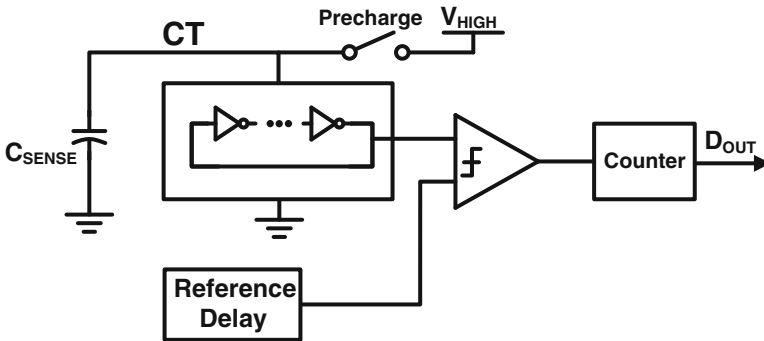 Precharge
V_HIGH
CT
C_SENSE
Counter
D_OUT
Reference
Delay